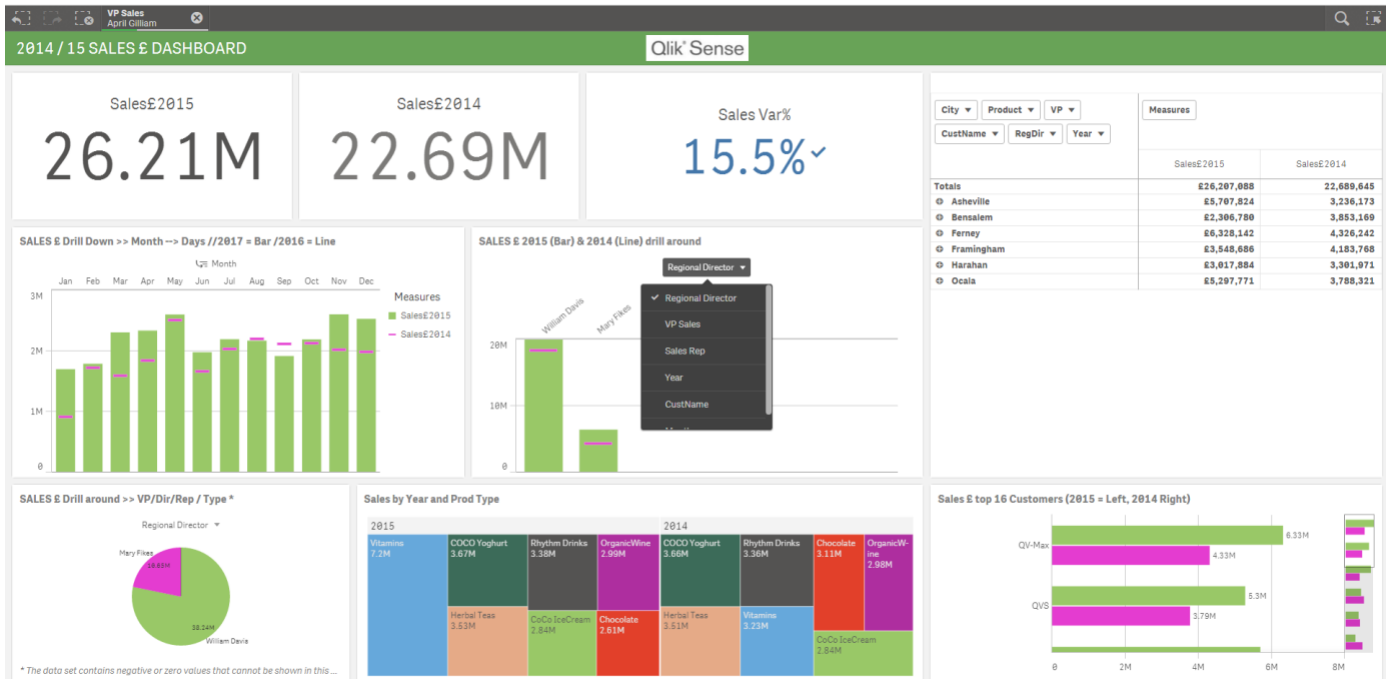 VP Sales
April Gilliam
2014 / 15 SALES £ DASHBOARD
Qlik Sense
Sales£2015
26.21M
Sales£2014
22.69M
Sales Var%
15.5%
City Product VP
CustName RegDir Year
Measures
Sales£2015 Sales£2014
Totals £26,207,088 22,689,645
Asheville £5,707,824 3,236,173
Bensalem £2,306,780 3,853,169
Ferney £6,328,142 4,326,242
Framingham £3,548,686 4,183,768
Harahan £3,017,884 3,301,971
Ocala £5,297,771 3,788,321
SALES £ Drill Down >> Month --> Days //2017 = Bar /2016 = Line
Month
Jan Feb Mar Apr May Jun Jul Aug Sep Oct Nov Dec
3M
2M
1M
0
Measures
Sales£2015
Sales£2014
SALES £ 2015 (Bar) & 2014 (Line) drill around
Regional Director
Regional Director
VP Sales
Sales Rep
Year
CustName
William Davis
Mary Fikes
20M
10M
0
SALES £ Drill around >> VP/Dir/Rep / Type *
Regional Director
Mary Fikes
William Davis
* The data set contains negative or zero values that cannot be shown in this ...
Sales by Year and Prod Type
2015 2014
Vitamins
7.2M
COCO Yoghurt
3.67M
Rhythm Drinks
3.38M
OrganicWine
2.99M
Herbal Teas
3.53M
CoCo IceCream
2.84M
Chocolate
2.61M
COCO Yoghurt
3.66M
Rhythm Drinks
3.36M
Chocolate
3.11M
OrganicW-
ine
2.98M
Herbal Teas
3.51M
Vitamins
3.23M
CoCo IceCream
2.84M
Sales £ top 16 Customers (2015 = Left, 2014 Right)
QV-Max
6.33M
4.33M
QVS
5.3M
3.79M
0 2M 4M 6M 8M